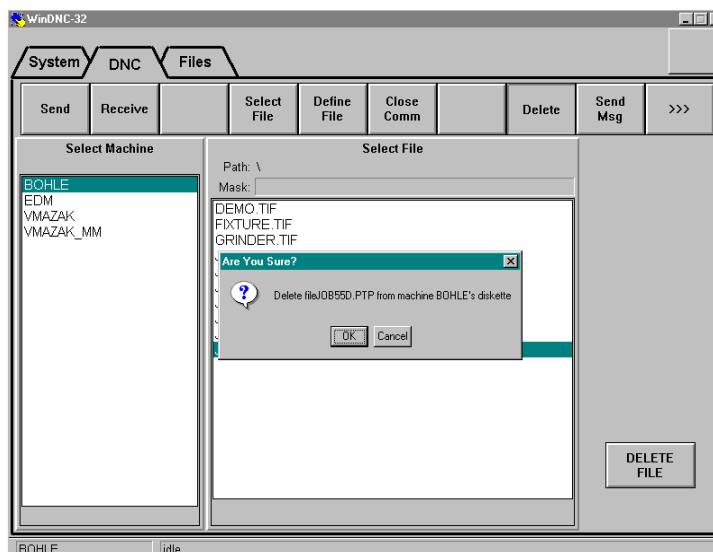 WinDNC-32
System DNC Files
Send Receive Select File Define File Close Comm Delete Send Msg >>>
Select Machine
BOHLE
EDM
VMAZAK
VMAZAK_MM
Select File
Path: \
Mask:
DEMO.TIF
FIXTURE.TIF
GRINDER.TIF
Are You Sure?
Delete fileJOB55D.PTP from machine BOHLE's diskette
OK Cancel
DELETE
FILE
BOHLE idle